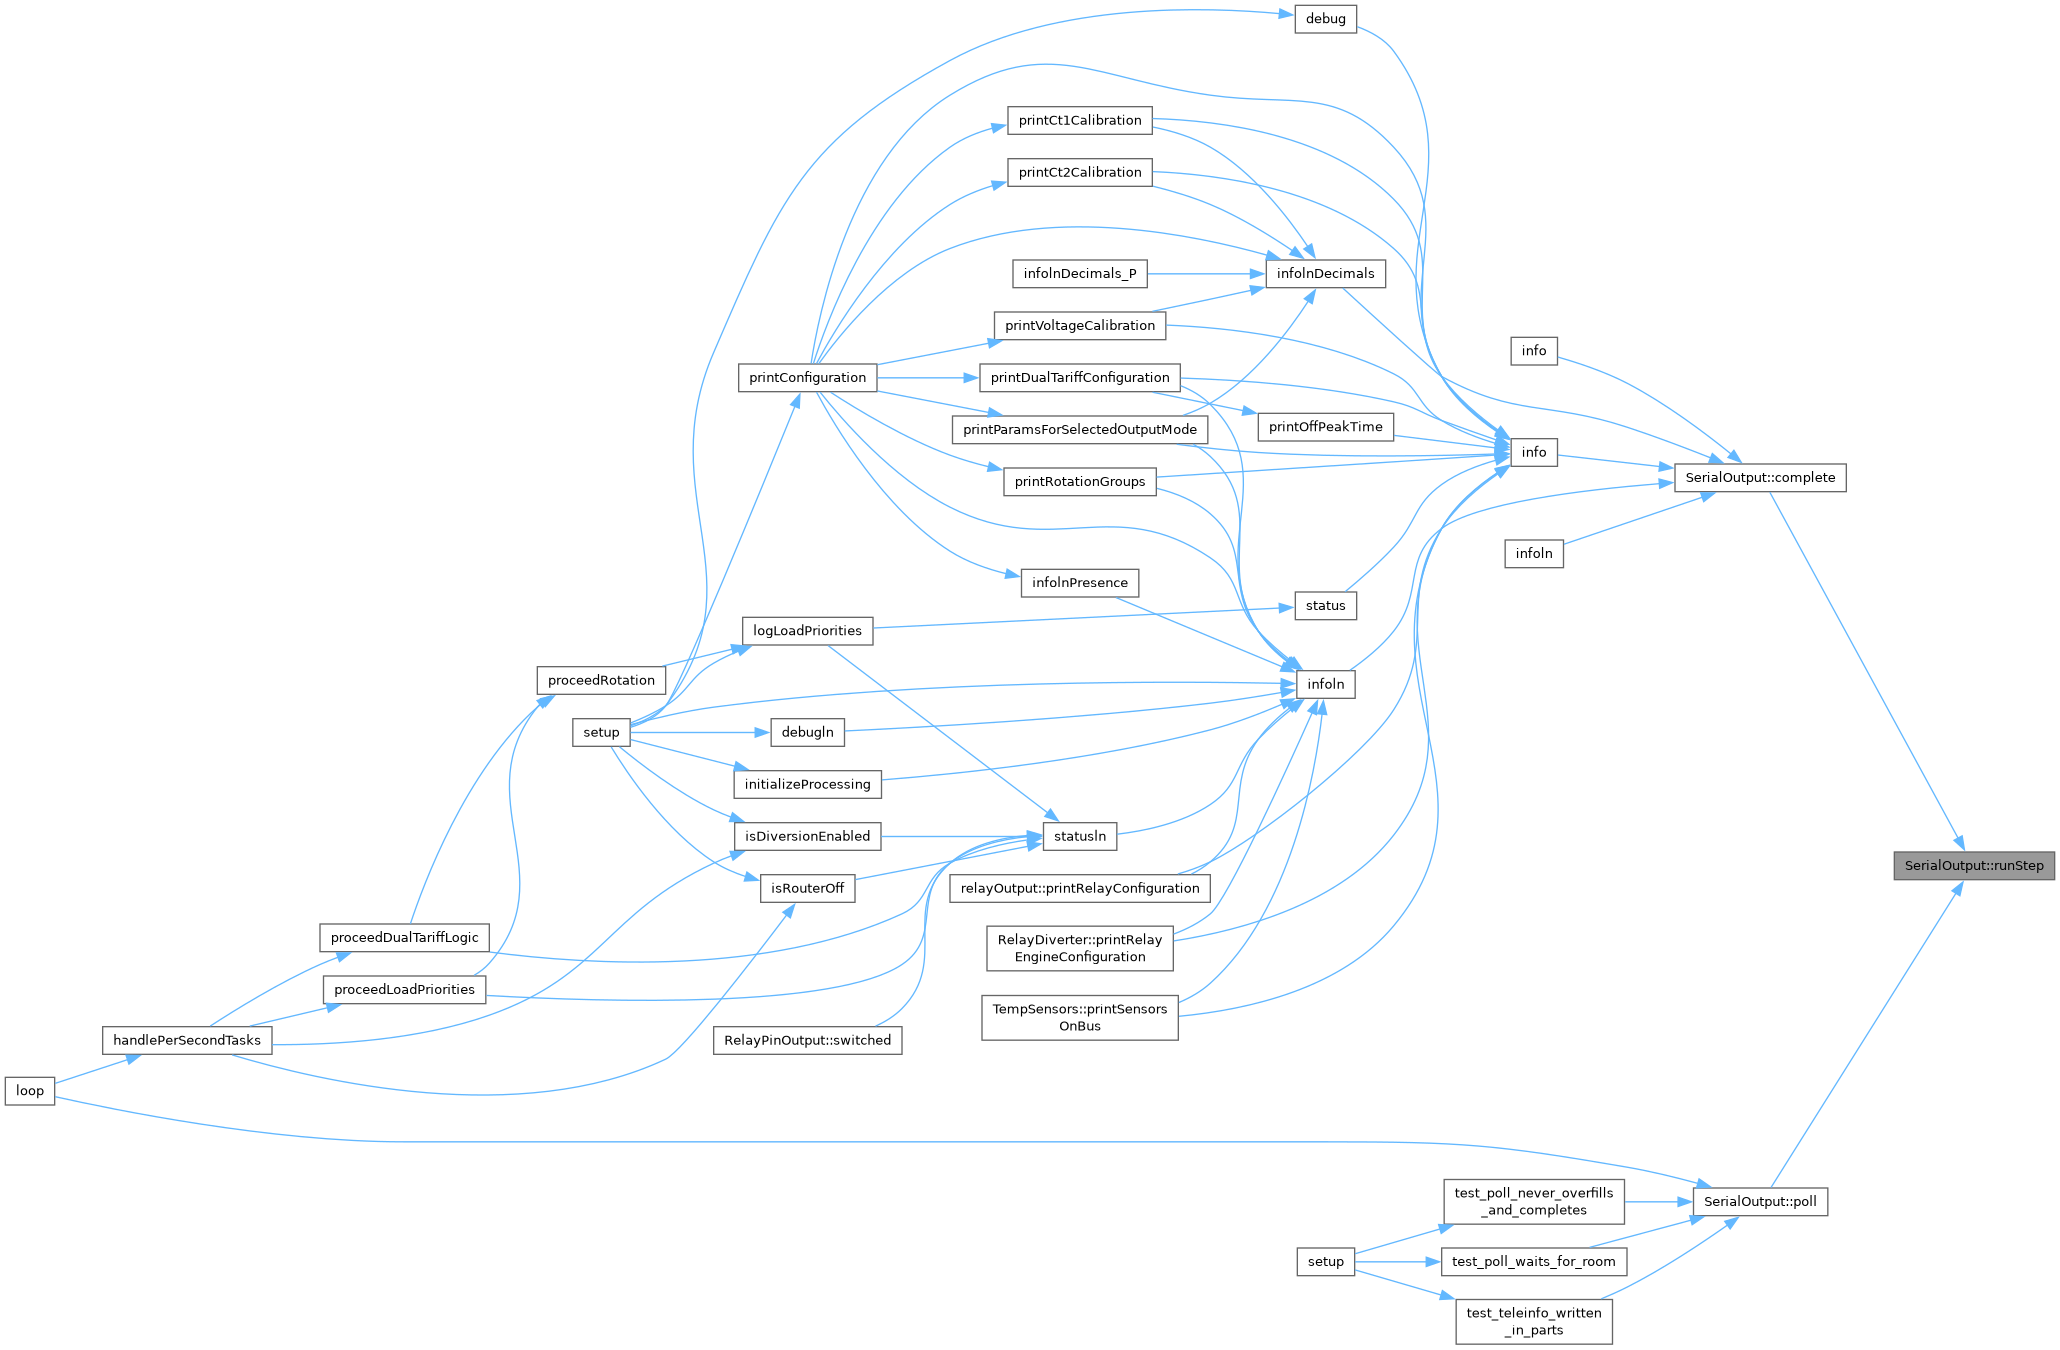 debug
printCt1Calibration
printCt2Calibration
infolnDecimals_P
infolnDecimals
printVoltageCalibration
info
printConfiguration
printDualTariffConfiguration
printParamsForSelectedOutputMode
printOffPeakTime
info
SerialOutput::complete
printRotationGroups
infoln
infolnPresence
status
logLoadPriorities
proceedRotation
infoln
setup
debugln
initializeProcessing
isDiversionEnabled
statusln
SerialOutput::runStep
isRouterOff
relayOutput::printRelayConfiguration
proceedDualTariffLogic
RelayDiverter::printRelay
EngineConfiguration
proceedLoadPriorities
TempSensors::printSensors
OnBus
handlePerSecondTasks
RelayPinOutput::switched
loop
test_poll_never_overfills
_and_completes
SerialOutput::poll
setup
test_poll_waits_for_room
test_teleinfo_written
_in_parts